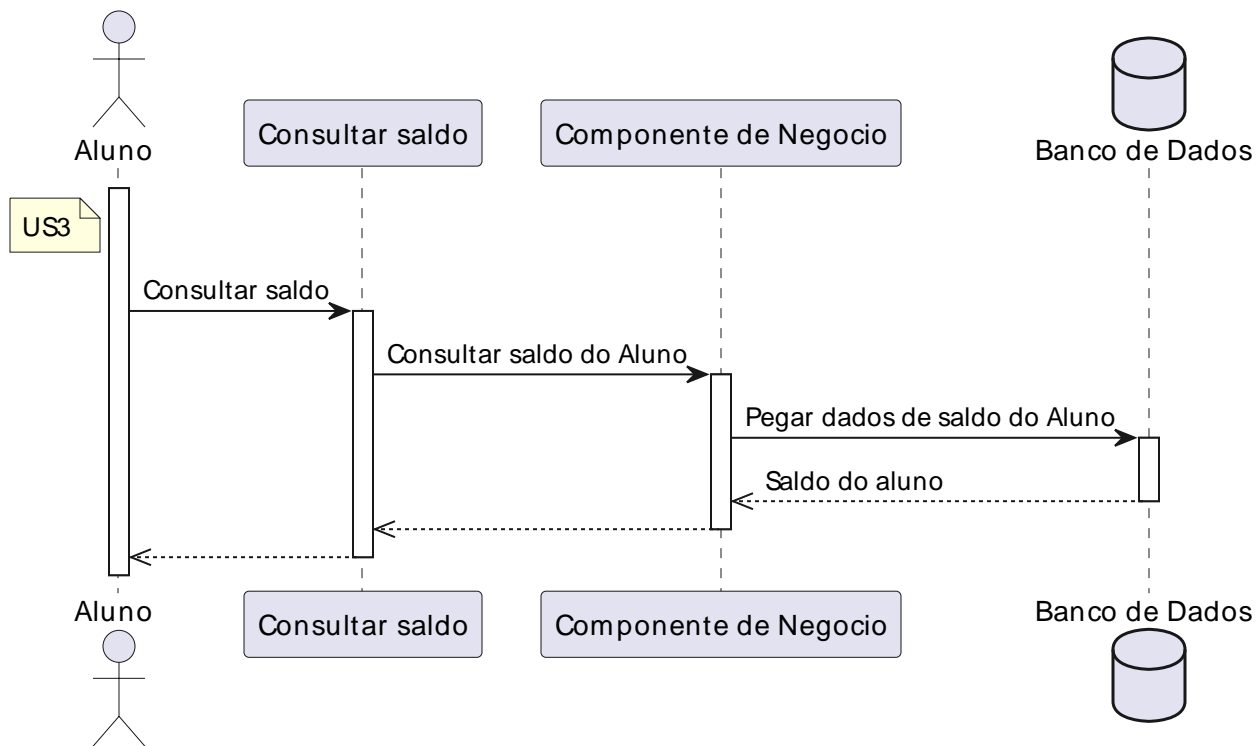 Aluno
Consultar saldo
Componente de Negocio
Banco de Dados
US3
Consultar saldo
Consultar saldo do Aluno
Pegar dados de saldo do Aluno
Saldo do aluno
Aluno
Consultar saldo
Componente de Negocio
Banco de Dados